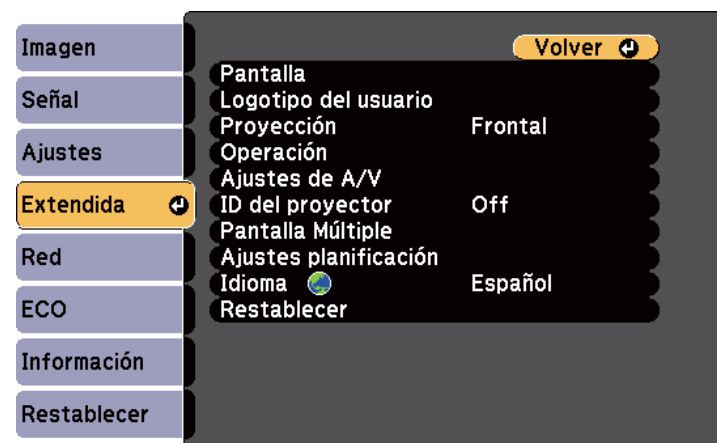 Imagen
Señal
Ajustes
Extendida
Red
ECO
Información
Restablecer
Volver
Pantalla
Logotipo del usuario
Proyección Frontal
Operación
Ajustes de A/V
ID del proyector Off
Pantalla Múltiple
Ajustes planificación
Idioma Español
Restablecer